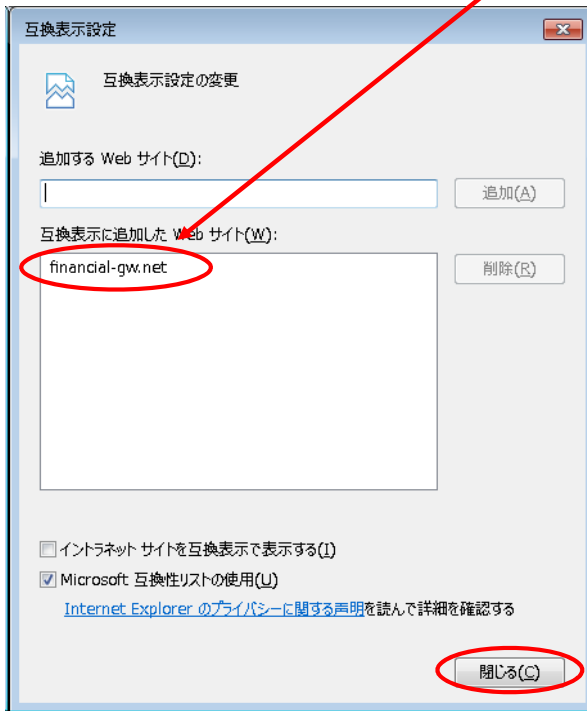 互換表示設定
互換表示設定の変更
追加する Web サイト(D):
追加(A)
互換表示に追加した Web サイト(W):
financial-gw.net
削除(R)
イントラネット サイトを互換表示で表示する(I)
Microsoft 互換性リストの使用(U)
Internet Explorer のプライバシーに関する声明を読んで詳細を確認する
閉じる(C)